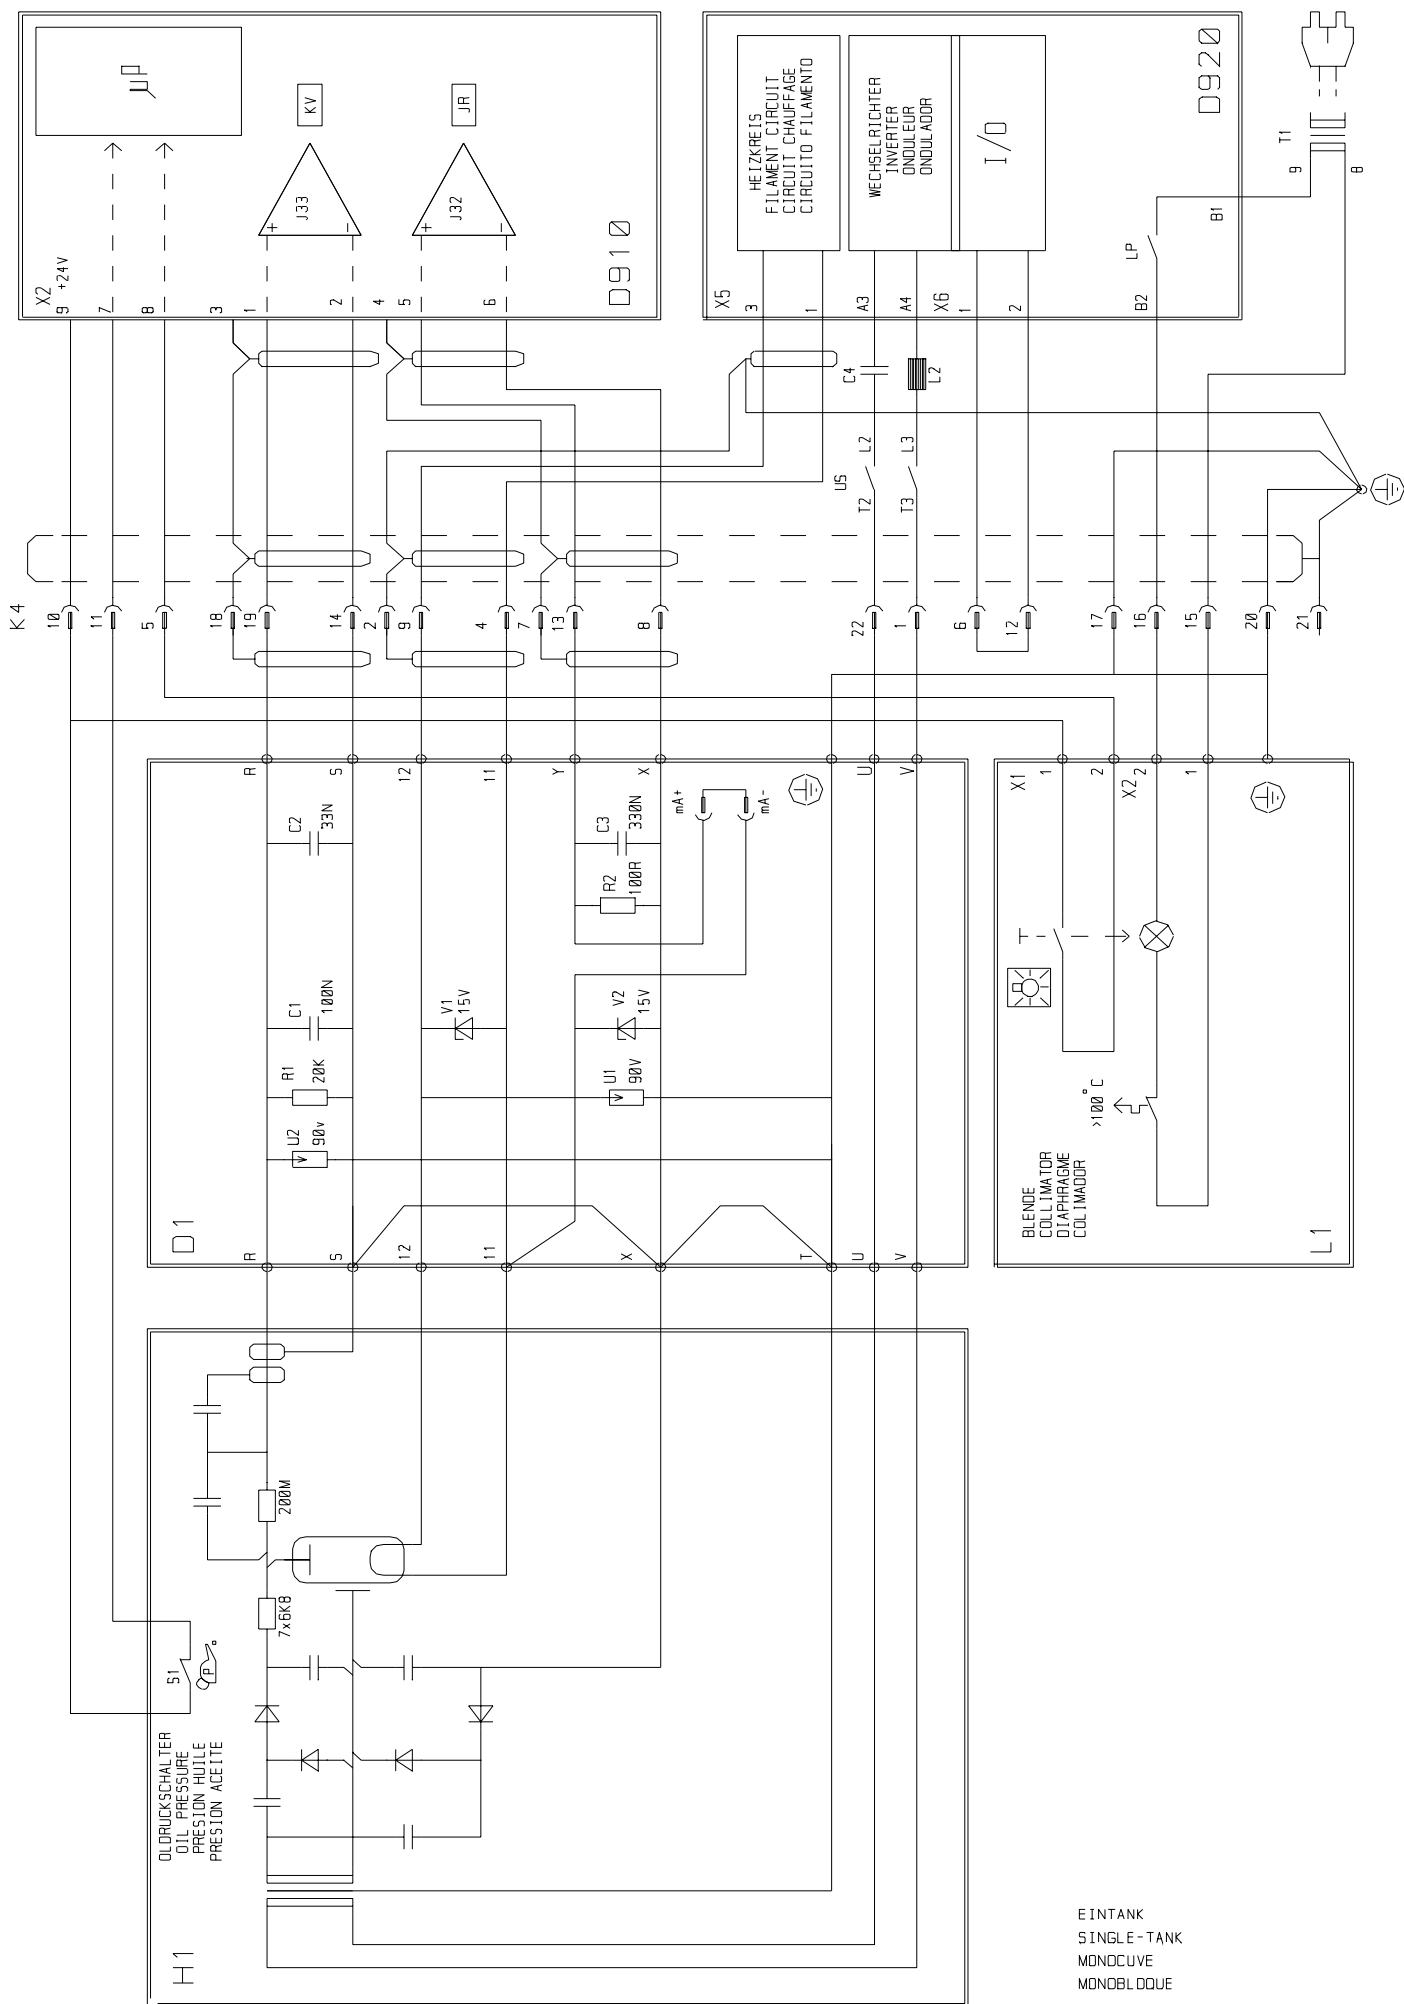 µP
KV
JR
J33
+
-
J32
+
-
D910
X2
+24V
9
7
8
3
1
2
4
5
6
HEIZKREIS
FILAMENT CIRCUIT
CIRCUIT CHAUFFAGE
CIRCUITO FILAMENTO
WECHSELRICHTER
INVERTER
ONDULEUR
ONDULADOR
I/O
D920
X5
3
1
A3
A4
X6
1
2
LP
B2
B1
T1
9
8
C4
L2
US
T2
L2
T3
L3
K4
10
11
5
18
19
14
2
9
4
7
13
8
22
1
6
12
17
16
15
20
21
D1
R
S
12
11
Y
X
U
V
C2
33N
C3
330N
R2
100R
mA+
mA-
C1
100N
V1
15V
V2
15V
R1
20K
U1
90V
U2
90v
R
S
12
11
X
T
U
V
X1
1
2
X2
2
1
>100°C
BLENDE
COLLIMATOR
DIAPHRAGME
COLIMADOR
L1
200M
7x6K8
S1
P
OLDRUCKSCHALTER
OIL PRESSURE
PRESION HUILE
PRESION ACEITE
H1
EINTANK
SINGLE-TANK
MONOCUVE
MONOBLOQUE